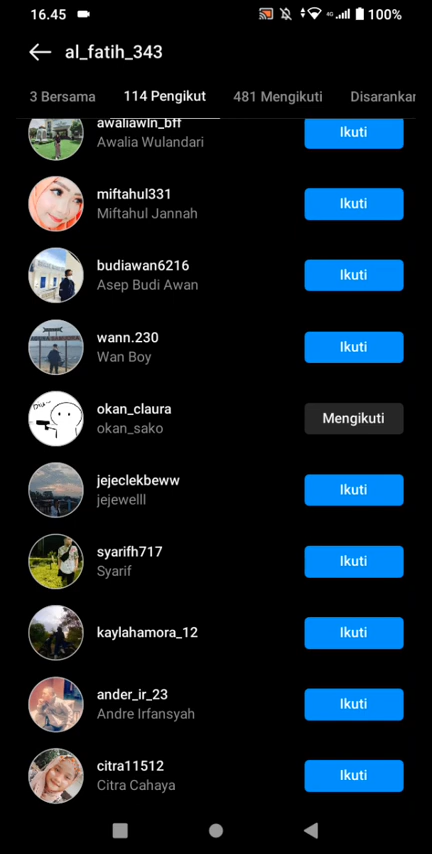 16.45
4G
100%
al_fatih_343
3 Bersama
114 Pengikut
481 Mengikuti
Disarankan
awaliawln_bff
Awalia Wulandari
Ikuti
miftahul331
Miftahul Jannah
Ikuti
budiawan6216
Asep Budi Awan
Ikuti
wann.230
Wan Boy
Ikuti
okan_claura
okan_sako
Mengikuti
jejeclekbeww
jejewelll
Ikuti
syarifh717
Syarif
Ikuti
kaylahamora_12
Ikuti
ander_ir_23
Andre Irfansyah
Ikuti
citra11512
Citra Cahaya
Ikuti